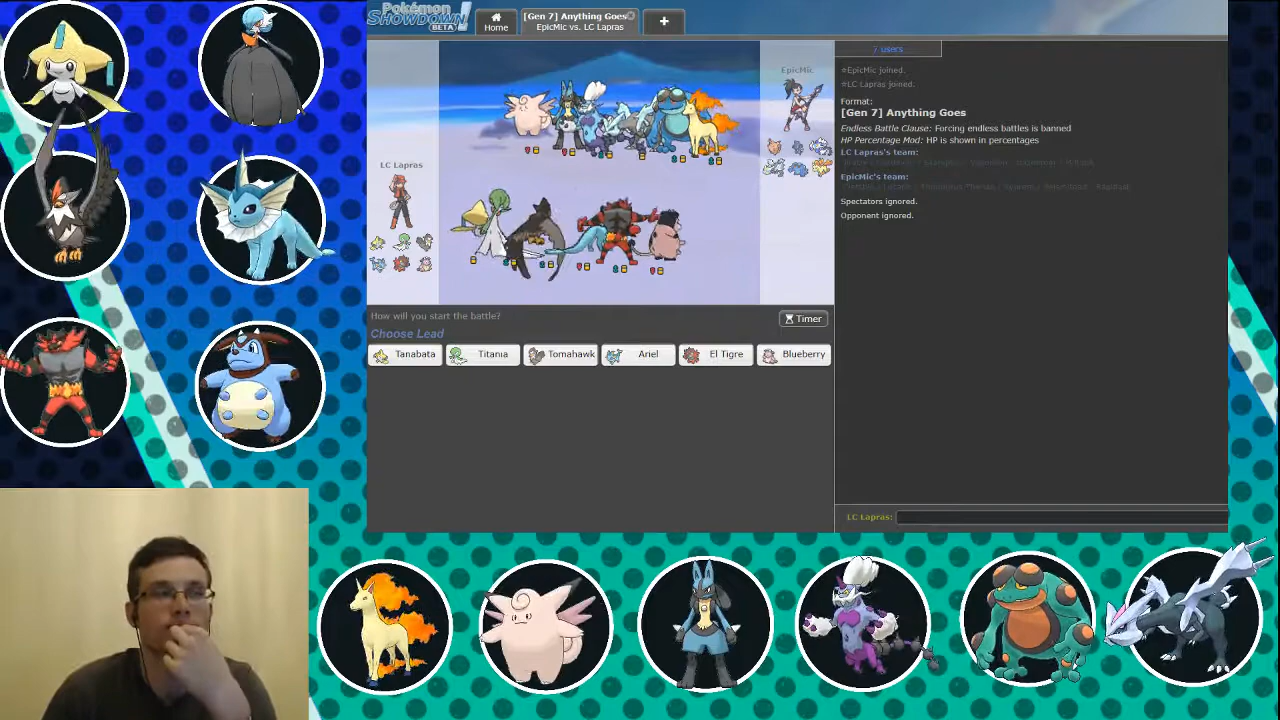 Pokémon
SHOWDOWN!
BETA
Home
[Gen 7] Anything Goes
EpicMic vs. LC Lapras
+
7 users
☆EpicMic joined.
☆LC Lapras joined.
Format:
[Gen 7] Anything Goes
Endless Battle Clause: Forcing endless battles is banned
HP Percentage Mod: HP is shown in percentages
LC Lapras's team:
EpicMic's team:
Spectators ignored.
Opponent ignored.
EpicMic
LC Lapras
How will you start the battle?
Timer
Choose Lead
Tanabata
Titania
Tomahawk
Ariel
El Tigre
Blueberry
LC Lapras: